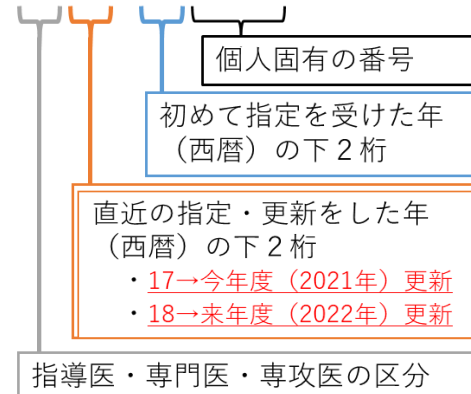 個人固有の番号
初めて指定を受けた年
（西暦）の下２桁
直近の指定・更新をした年
（西暦）の下２桁
・17→今年度（2021年）更新
・18→来年度（2022年）更新
指導医・専門医・専攻医の区分